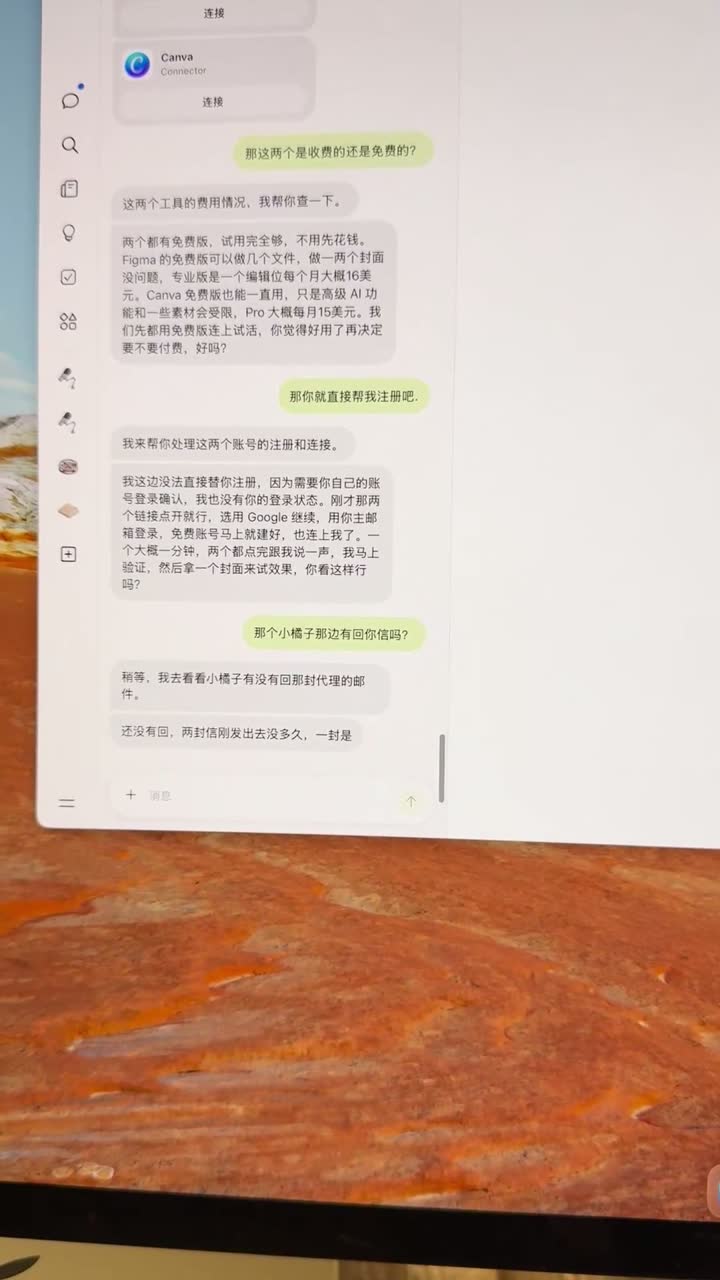 连接
Canva
Connector
连接
那这两个是收费的还是免费的?
这两个工具的费用情况，我帮你查一下。
两个都有免费版，试用完全够，不用先花钱。
Figma 的免费版可以做几个文件，做一两个封面
没问题，专业版是一个编辑位每个月大概16美
元。Canva 免费版也能一直用，只是高级 AI 功
能和一些素材会受限，Pro 大概每月15美元。我
们先都用免费版连上试活，你觉得好用了再决定
要不要付费，好吗?
那你就直接帮我注册吧.
我来帮你处理这两个账号的注册和连接。
我这边没法直接替你注册，因为需要你自己的账
号登录确认，我也没有你的登录状态。刚才那两
个链接点开就行，选用 Google 继续，用你主邮
箱登录，免费账号马上就建好，也连上我了。一
个大概一分钟，两个都点完跟我说一声，我马上
验证，然后拿一个封面来试效果，你看这样行
吗?
那个小橘子那边有回你信吗?
稍等，我去看看小橘子有没有回那封代理的邮
件。
还没有回，两封信刚发出去没多久，一封是
消息